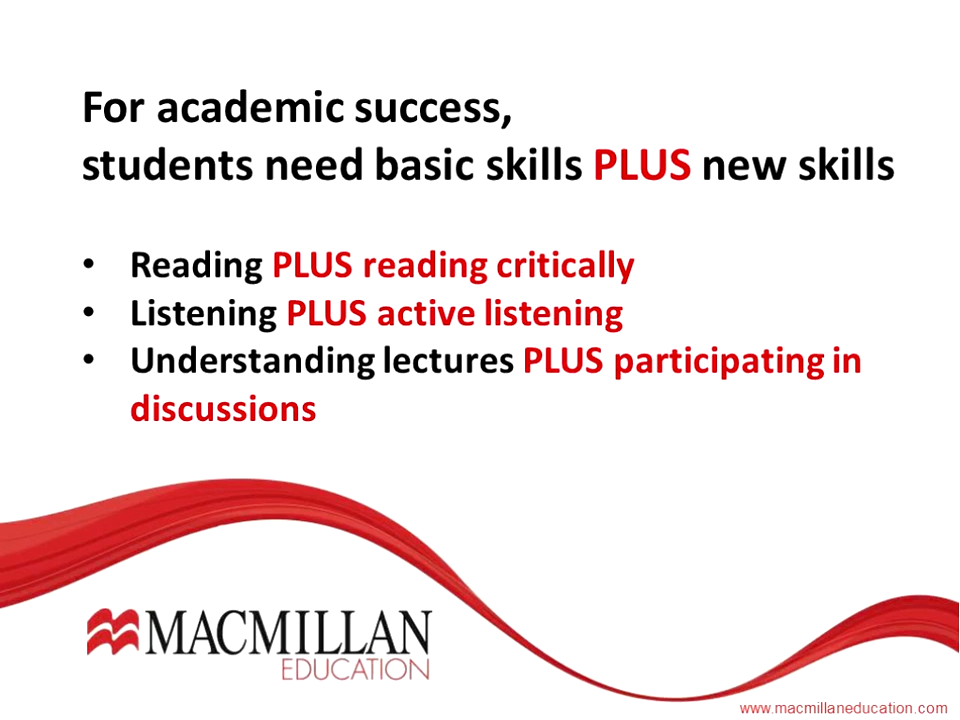 For academic success,
students need basic skills PLUS new skills
• Reading PLUS reading critically
• Listening PLUS active listening
• Understanding lectures PLUS participating in
discussions
MACMILLAN
EDUCATION
www.macmillaneducation.com